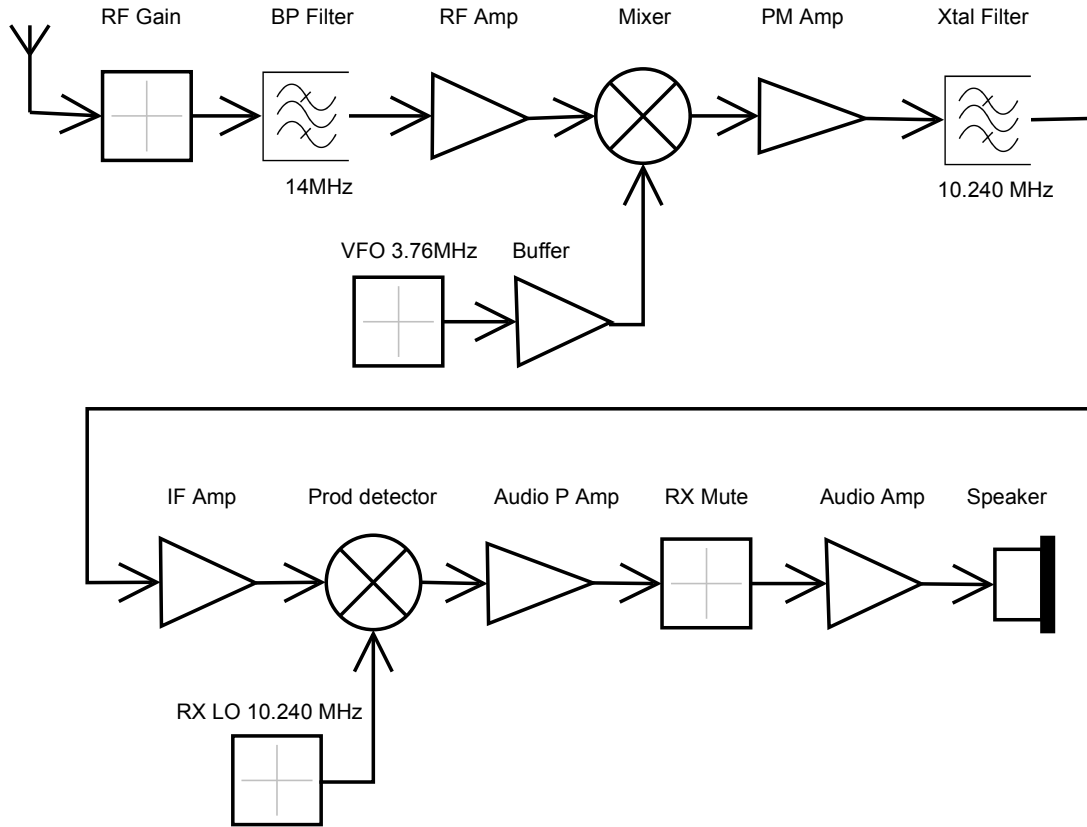 RF Gain
BP Filter
RF Amp
Mixer
PM Amp
Xtal Filter
14MHz
10.240 MHz
VFO 3.76MHz
Buffer
IF Amp
Prod detector
Audio P Amp
RX Mute
Audio Amp
Speaker
RX LO 10.240 MHz